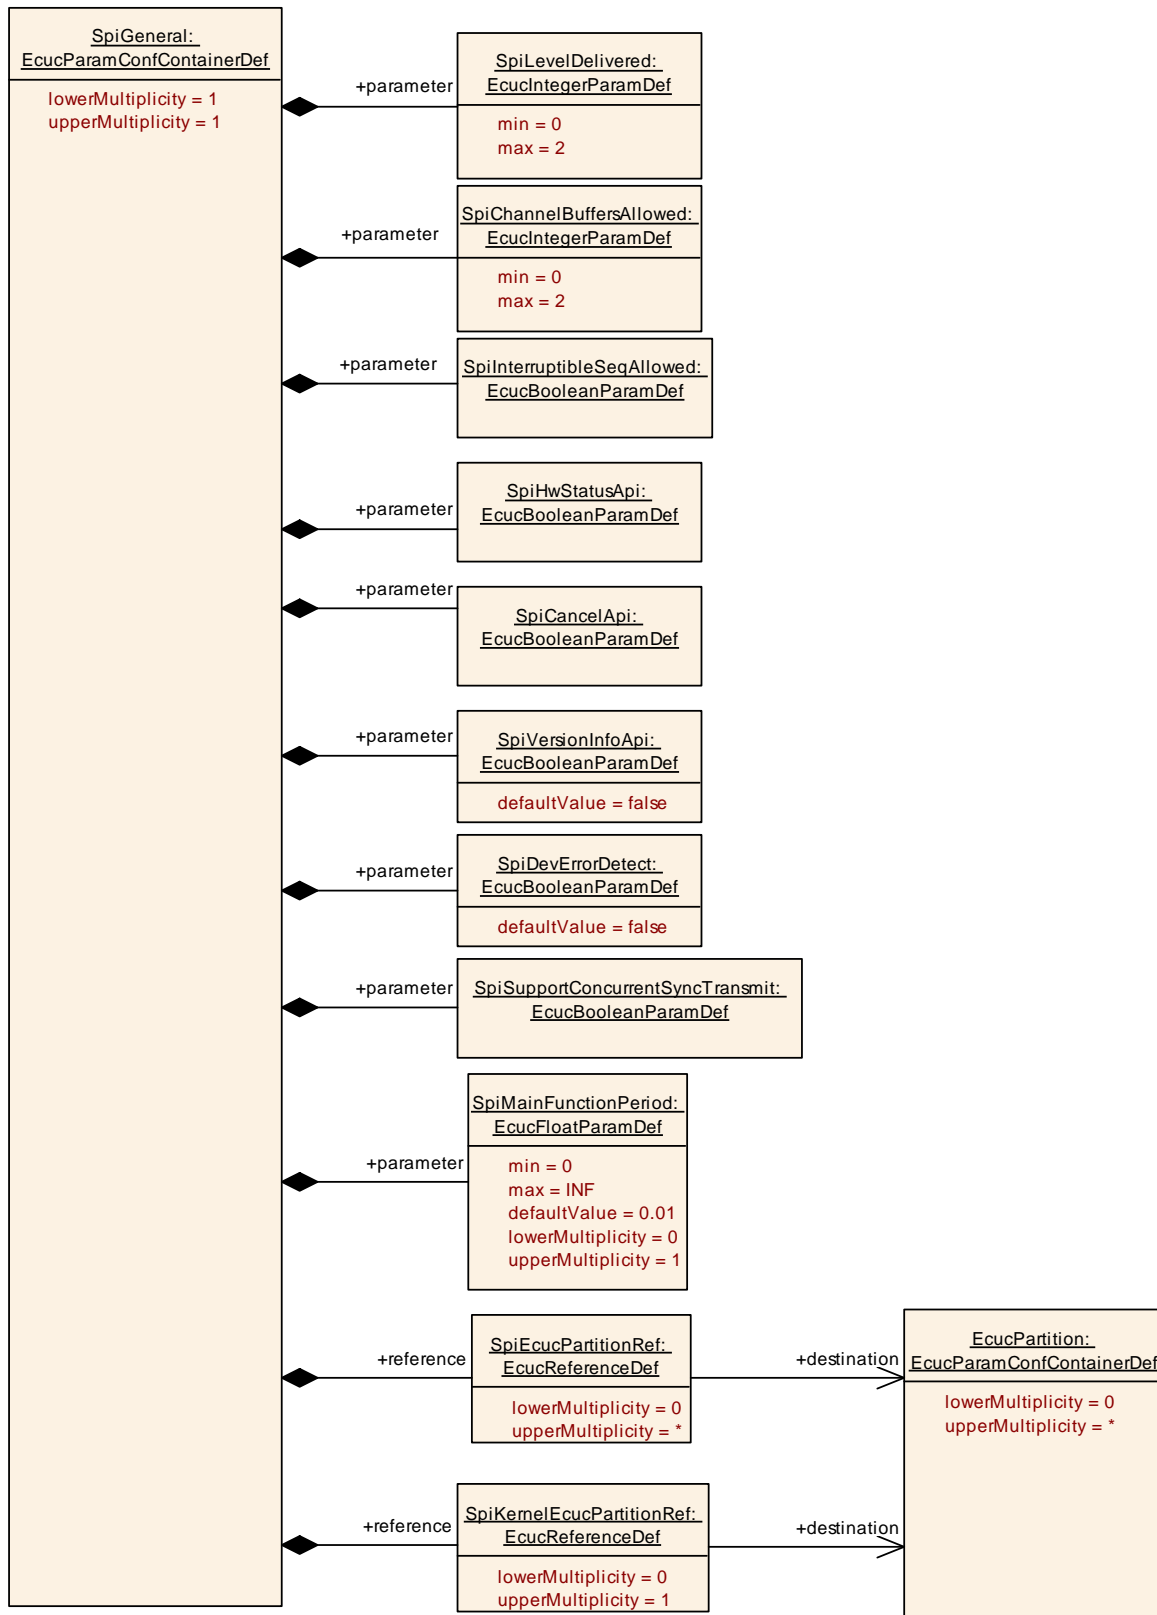 SpiGeneral:
EcucParamConfContainerDef
lowerMultiplicity = 1
upperMultiplicity = 1
+parameter
SpiLevelDelivered:
EcucIntegerParamDef
min = 0
max = 2
+parameter
SpiChannelBuffersAllowed:
EcucIntegerParamDef
min = 0
max = 2
+parameter
SpiInterruptibleSeqAllowed:
EcucBooleanParamDef
+parameter
SpiHwStatusApi:
EcucBooleanParamDef
+parameter
SpiCancelApi:
EcucBooleanParamDef
+parameter
SpiVersionInfoApi:
EcucBooleanParamDef
defaultValue = false
+parameter
SpiDevErrorDetect:
EcucBooleanParamDef
defaultValue = false
+parameter
SpiSupportConcurrentSyncTransmit:
EcucBooleanParamDef
+parameter
SpiMainFunctionPeriod:
EcucFloatParamDef
min = 0
max = INF
defaultValue = 0.01
lowerMultiplicity = 0
upperMultiplicity = 1
+reference
SpiEcucPartitionRef:
EcucReferenceDef
lowerMultiplicity = 0
upperMultiplicity = *
+destination
EcucPartition:
EcucParamConfContainerDef
lowerMultiplicity = 0
upperMultiplicity = *
+reference
SpiKernelEcucPartitionRef:
EcucReferenceDef
lowerMultiplicity = 0
upperMultiplicity = 1
+destination